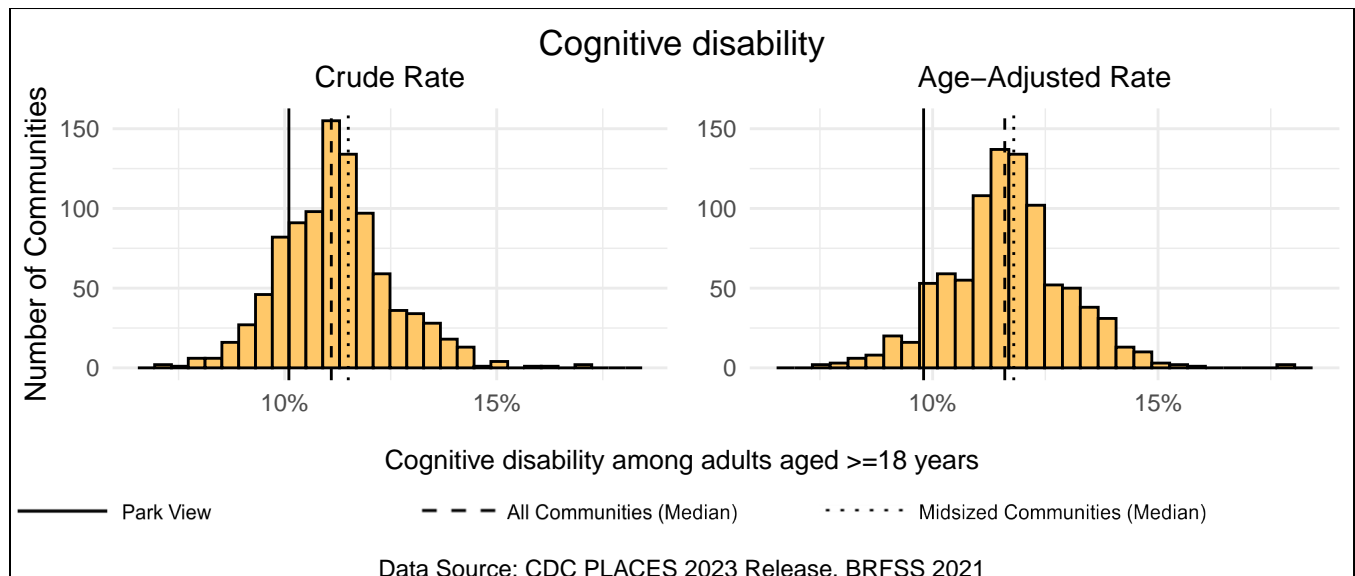 Cognitive disability
Crude Rate
Age−Adjusted Rate
Number of Communities
150
100
50
0
10%
15%
150
100
50
0
10%
15%
Cognitive disability among adults aged >=18 years
Park View
All Communities (Median)
Midsized Communities (Median)
Data Source: CDC PLACES 2023 Release, BRFSS 2021